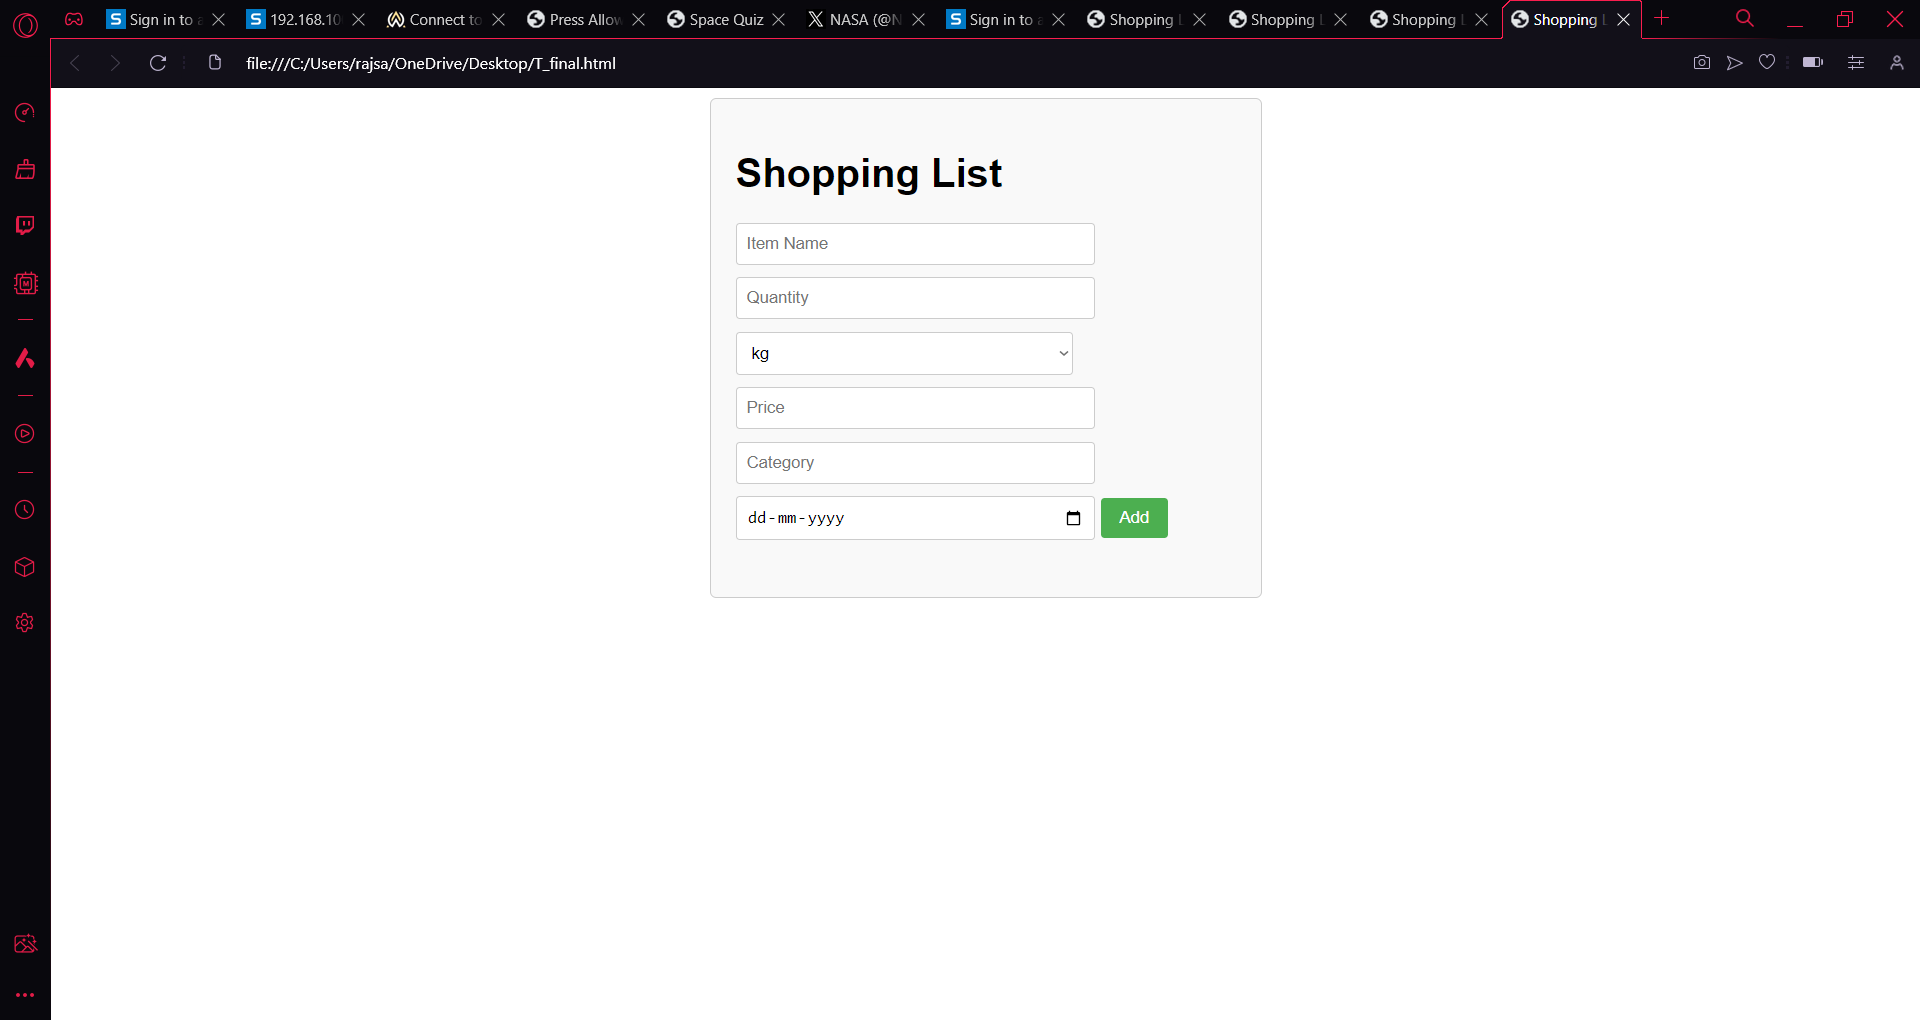 Sign in to a
192.168.10
Connect to
Press Allow
Space Quiz
NASA (@N
Sign in to a
Shopping L
Shopping L
Shopping L
Shopping L
file:///C:/Users/rajsa/OneDrive/Desktop/T_final.html
Shopping List
Item Name
Quantity
kg
Price
Category
dd-mm-yyyy
Add